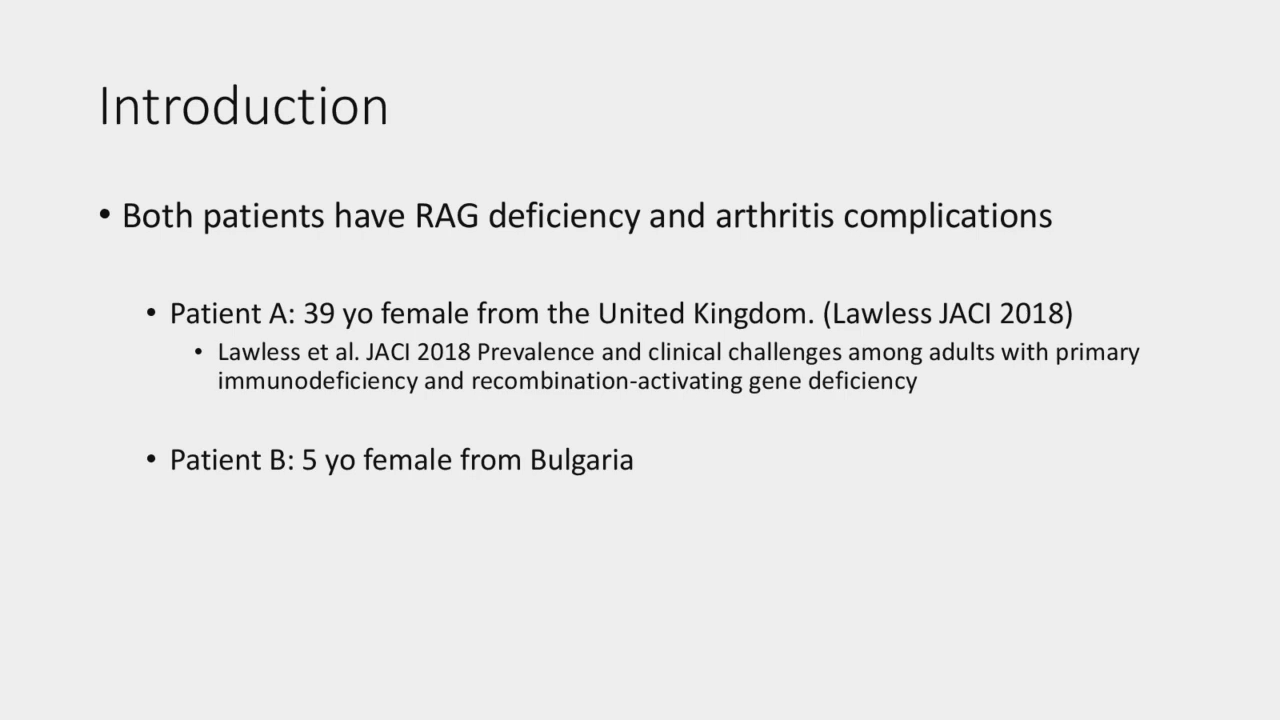 Introduction
• Both patients have RAG deficiency and arthritis complications
• Patient A: 39 yo female from the United Kingdom. (Lawless JACI 2018)
• Lawless et al. JACI 2018 Prevalence and clinical challenges among adults with primary
immunodeficiency and recombination-activating gene deficiency
• Patient B: 5 yo female from Bulgaria